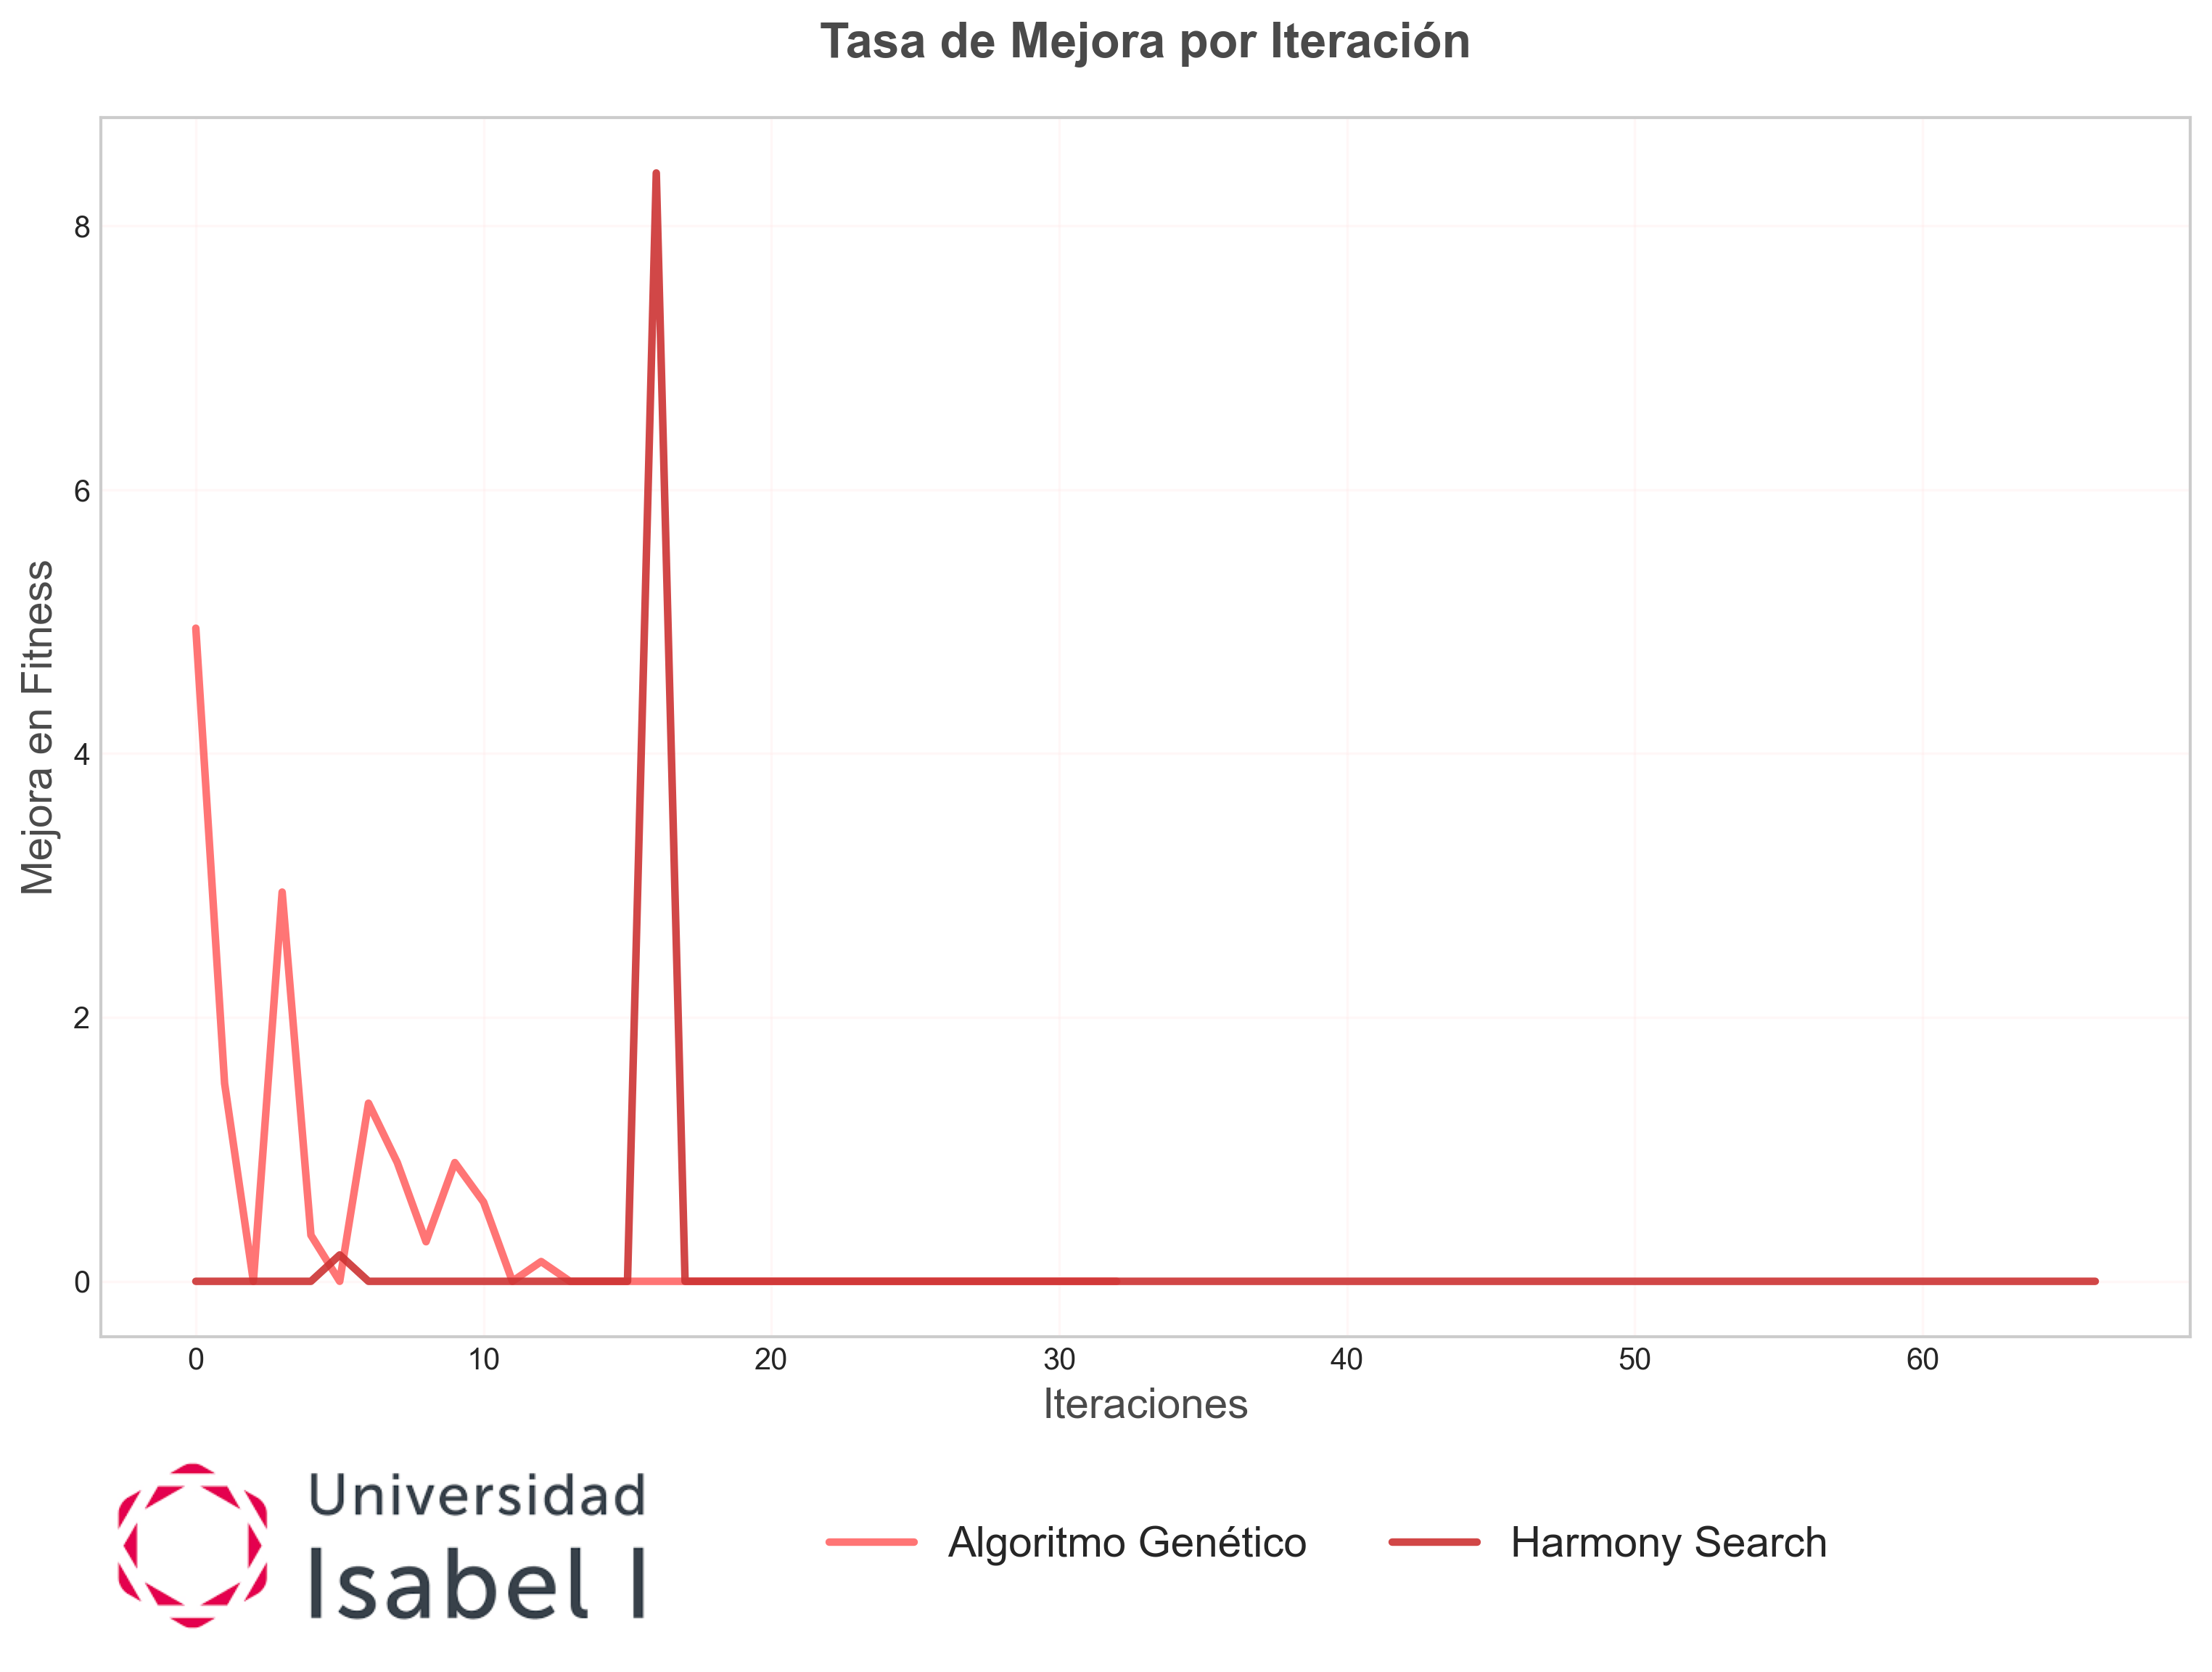 Tasa de Mejora por Iteración
Mejora en Fitness
8
6
4
2
0
0 10 20 30 40 50 60
Iteraciones
Universidad
Isabel I
Algoritmo Genético Harmony Search